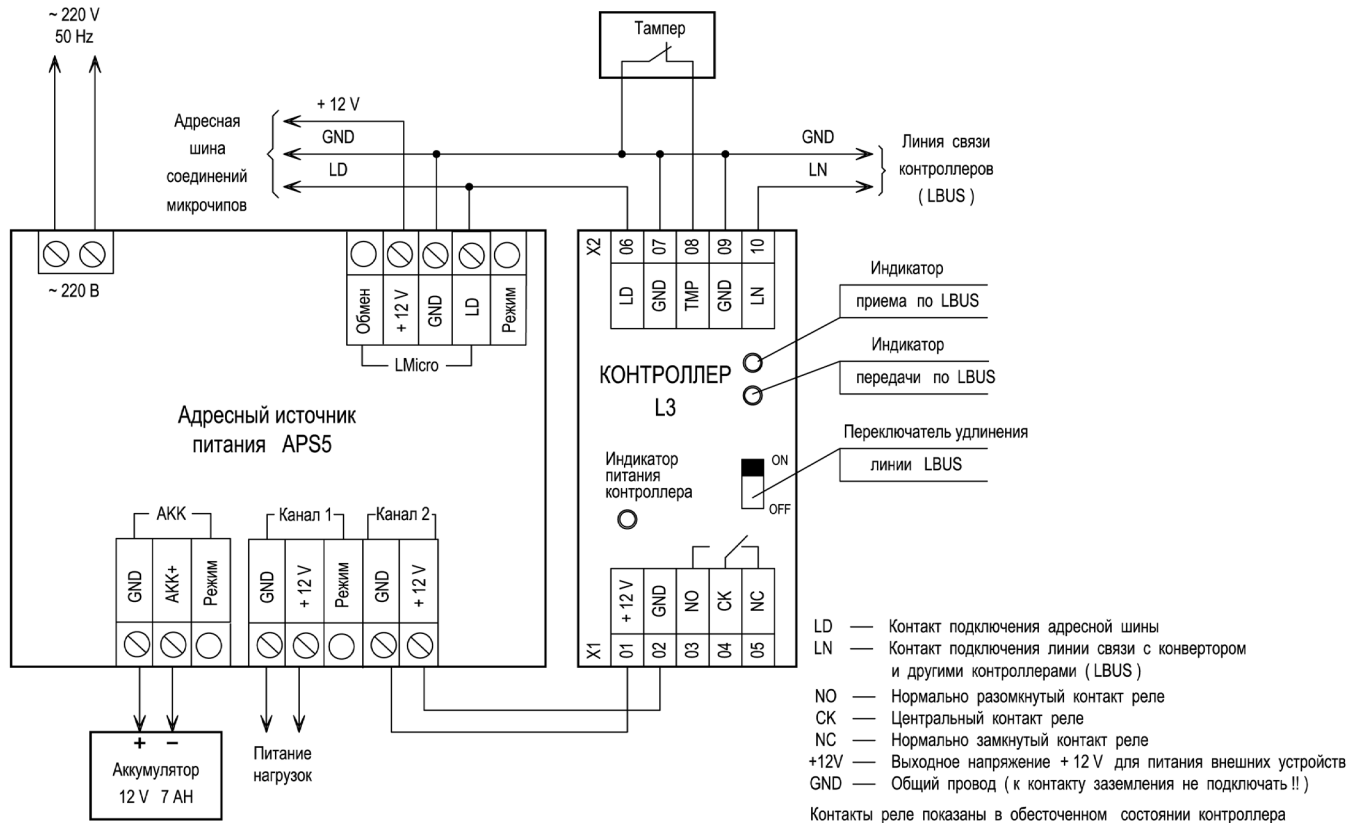 ~ 220 V
50 Hz
Тампер
+ 12 V
GND
LD
Адресная
шина
соединений
микрочипов
GND
LN
Линия связи
контроллеров
( LBUS )
~ 220 В
Обмен
+ 12 V
GND
LD
Режим
LMicro
X2
06
07
08
09
10
LD
GND
TMP
GND
LN
Индикатор
приема по LBUS
Индикатор
передачи по LBUS
КОНТРОЛЛЕР
L3
Адресный источник
питания APS5
Переключатель удлинения
линии LBUS
Индикатор
питания
контроллера
ON
OFF
АКК
Канал 1
Канал 2
GND
АКК+
Режим
GND
+ 12 V
Режим
GND
+ 12 V
+ 12 V
GND
NO
CK
NC
X1
01
02
03
04
05
+ –
Аккумулятор
12 V 7 AH
Питание
нагрузок
LD — Контакт подключения адресной шины
LN — Контакт подключения линии связи с конвертором
и другими контроллерами ( LBUS )
NO — Нормально разомкнутый контакт реле
CK — Центральный контакт реле
NC — Нормально замкнутый контакт реле
+12V — Выходное напряжение + 12 V для питания внешних устройств
GND — Общий провод ( к контакту заземления не подключать !! )
Контакты реле показаны в обесточенном состоянии контроллера